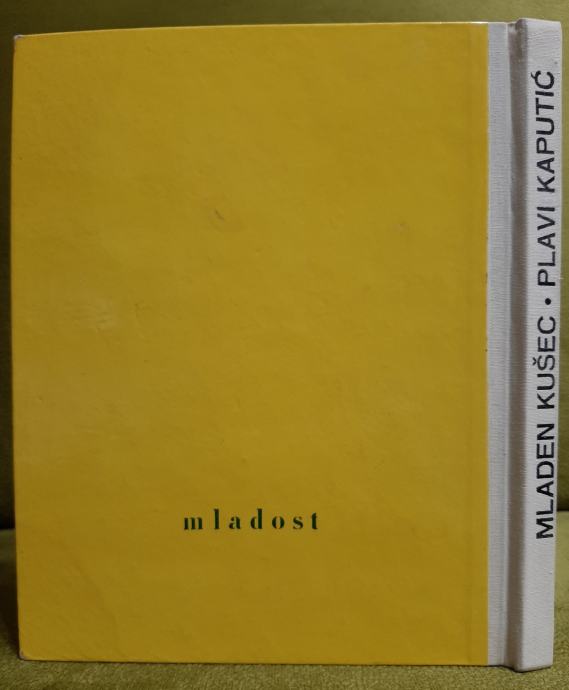 mladost
MLADEN KUŠEC • PLAVI KAPUTIĆ